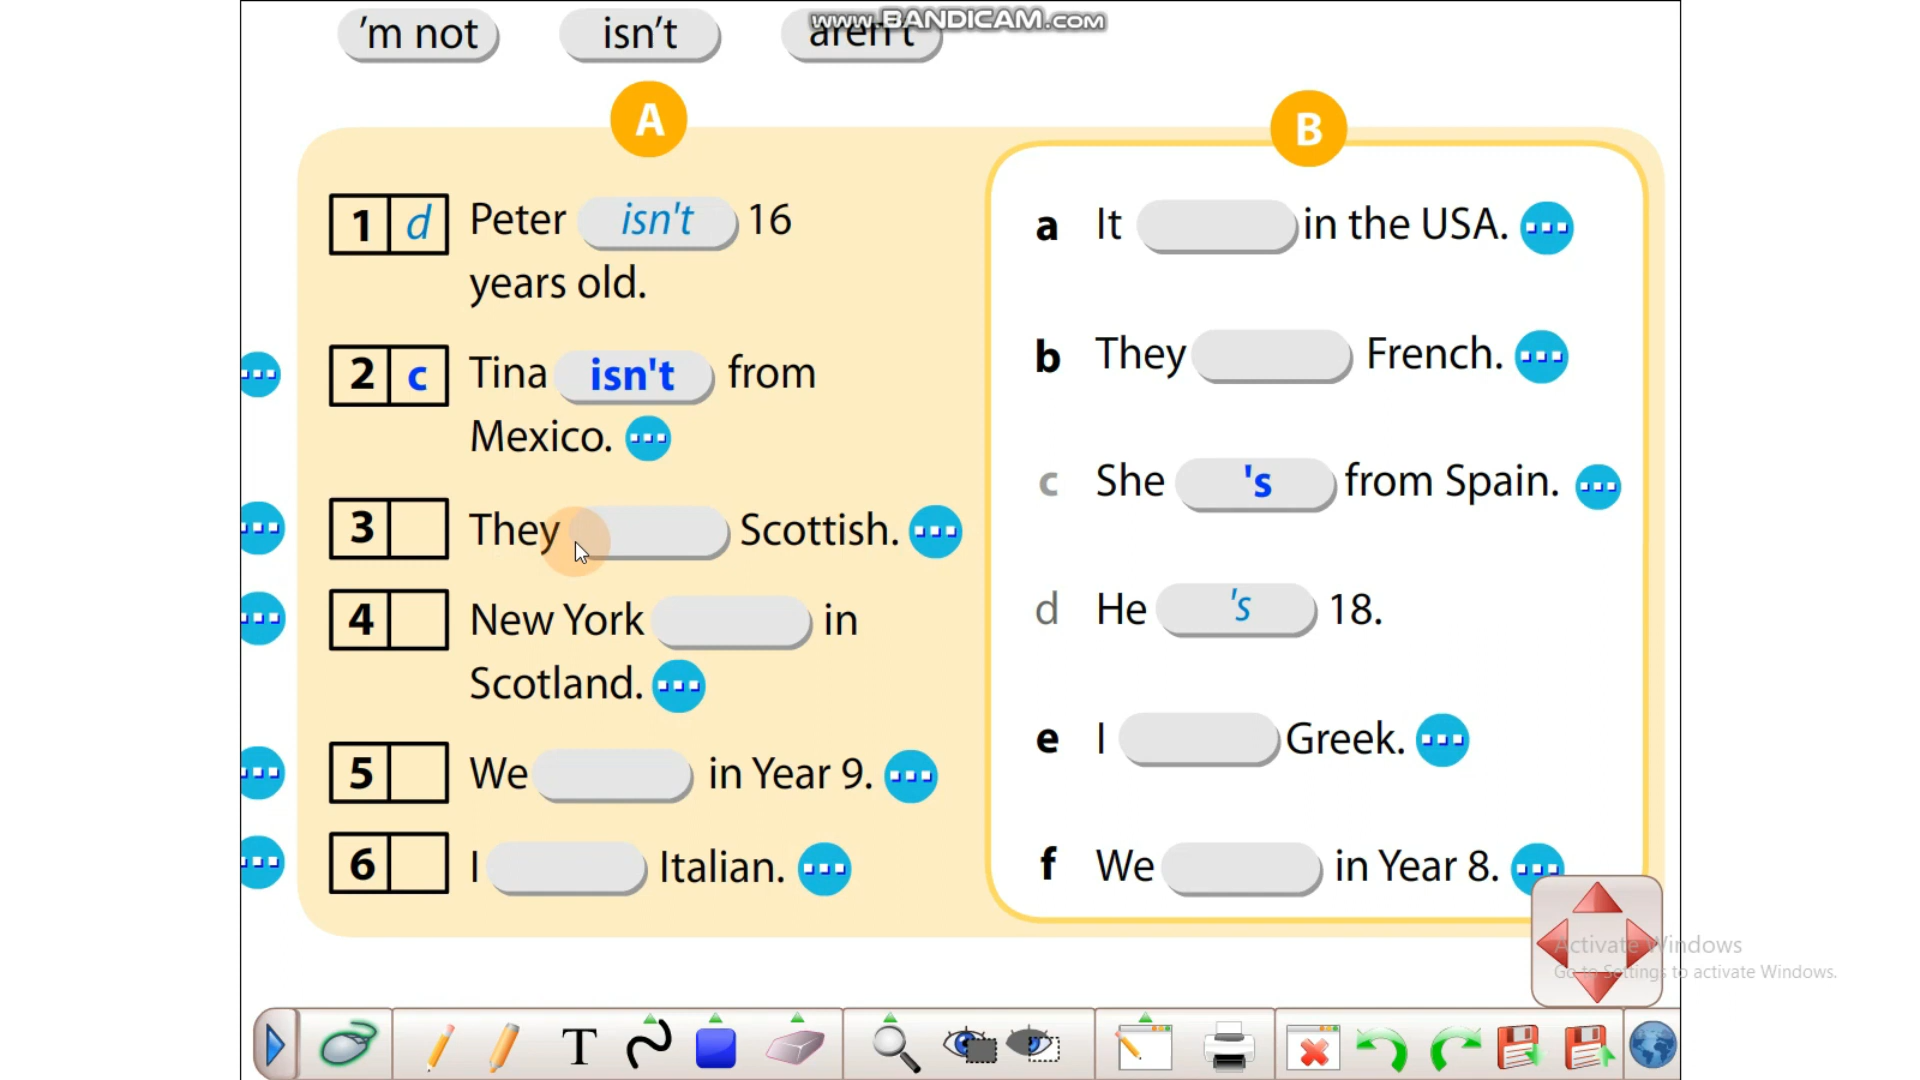 www.BANDICAM.com
'm not isn't aren't
A
B
1 d Peter isn't 16
years old.
2 c Tina isn't from
Mexico.
3 They Scottish.
4 New York in
Scotland.
5 We in Year 9.
6 I Italian.
a It in the USA.
b They French.
c She 's from Spain.
d He 's 18.
e I Greek.
f We in Year 8.
Activate Windows
Go to Settings to activate Windows.
T